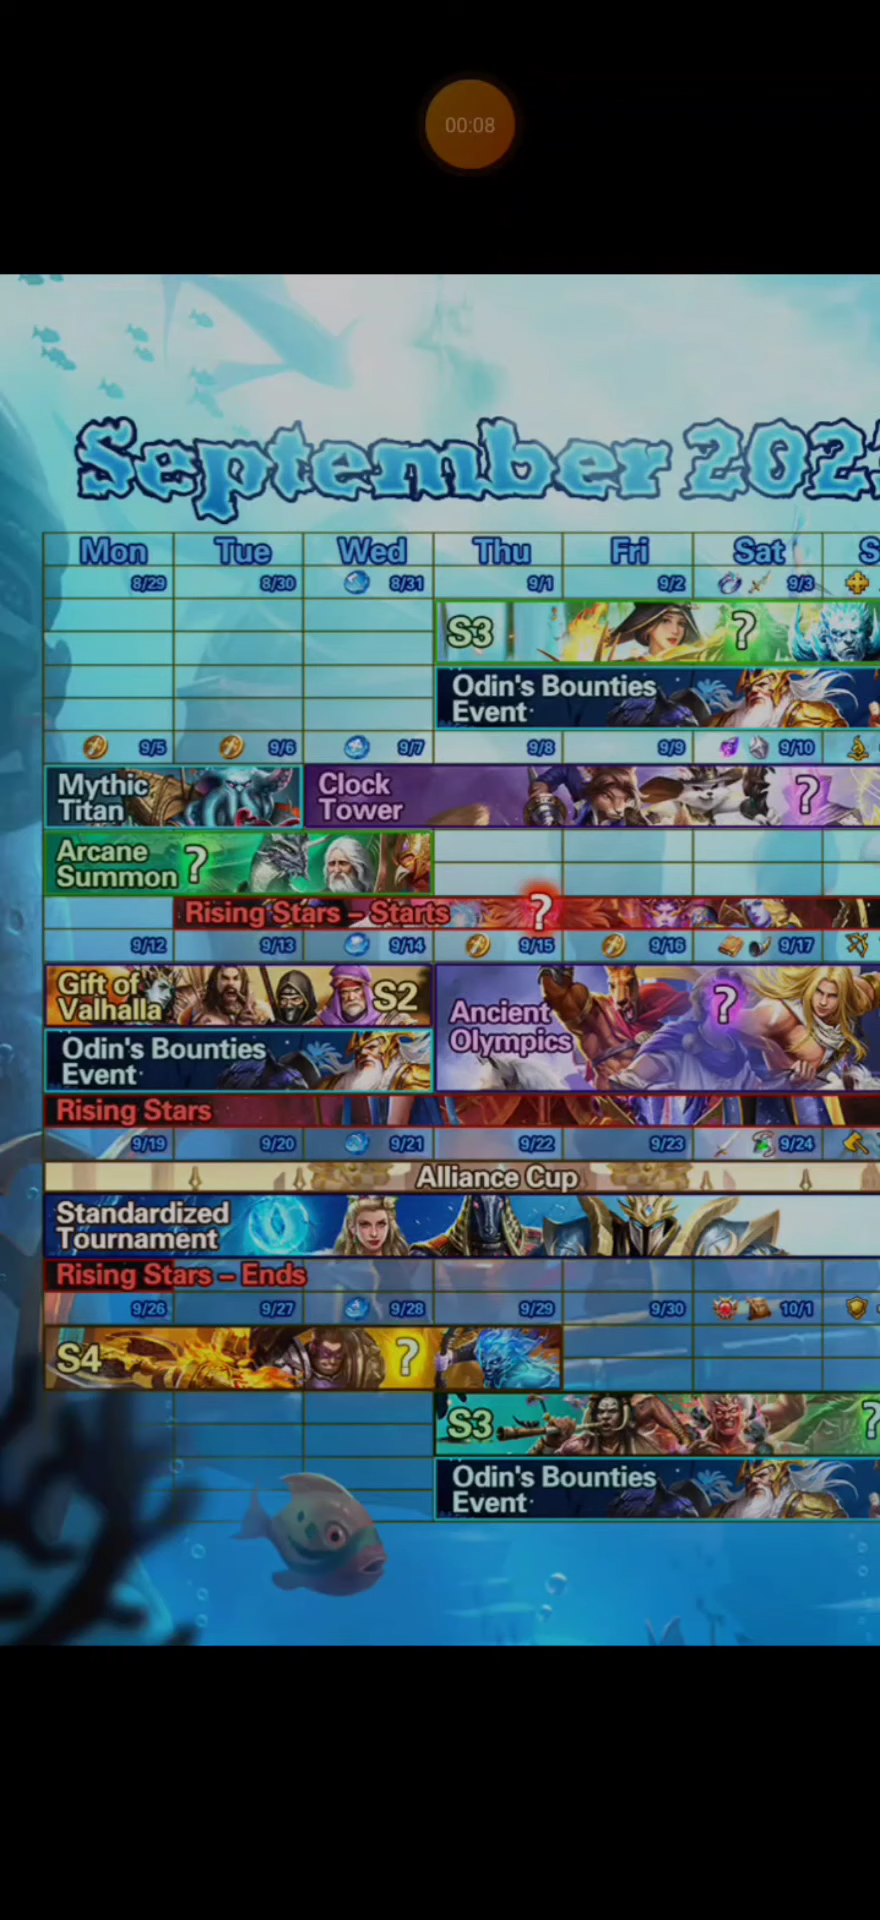 00:08
September 202
Mon Tue Wed Thu Fri Sat S
8/29 8/30 8/31 9/1 9/2 9/3
S3 ?
Odin's Bounties
Event
9/5 9/6 9/7 9/8 9/9 9/10
Mythic
Titan
Clock
Tower ?
Arcane
Summon ?
Rising Stars – Starts ?
9/12 9/13 9/14 9/15 9/16 9/17
Gift of
Valhalla S2
Ancient
Olympics ?
Odin's Bounties
Event
Rising Stars
9/19 9/20 9/21 9/22 9/23 9/24
Alliance Cup
Standardized
Tournament
Rising Stars – Ends
9/26 9/27 9/28 9/29 9/30 10/1
S4 ?
S3 ?
Odin's Bounties
Event